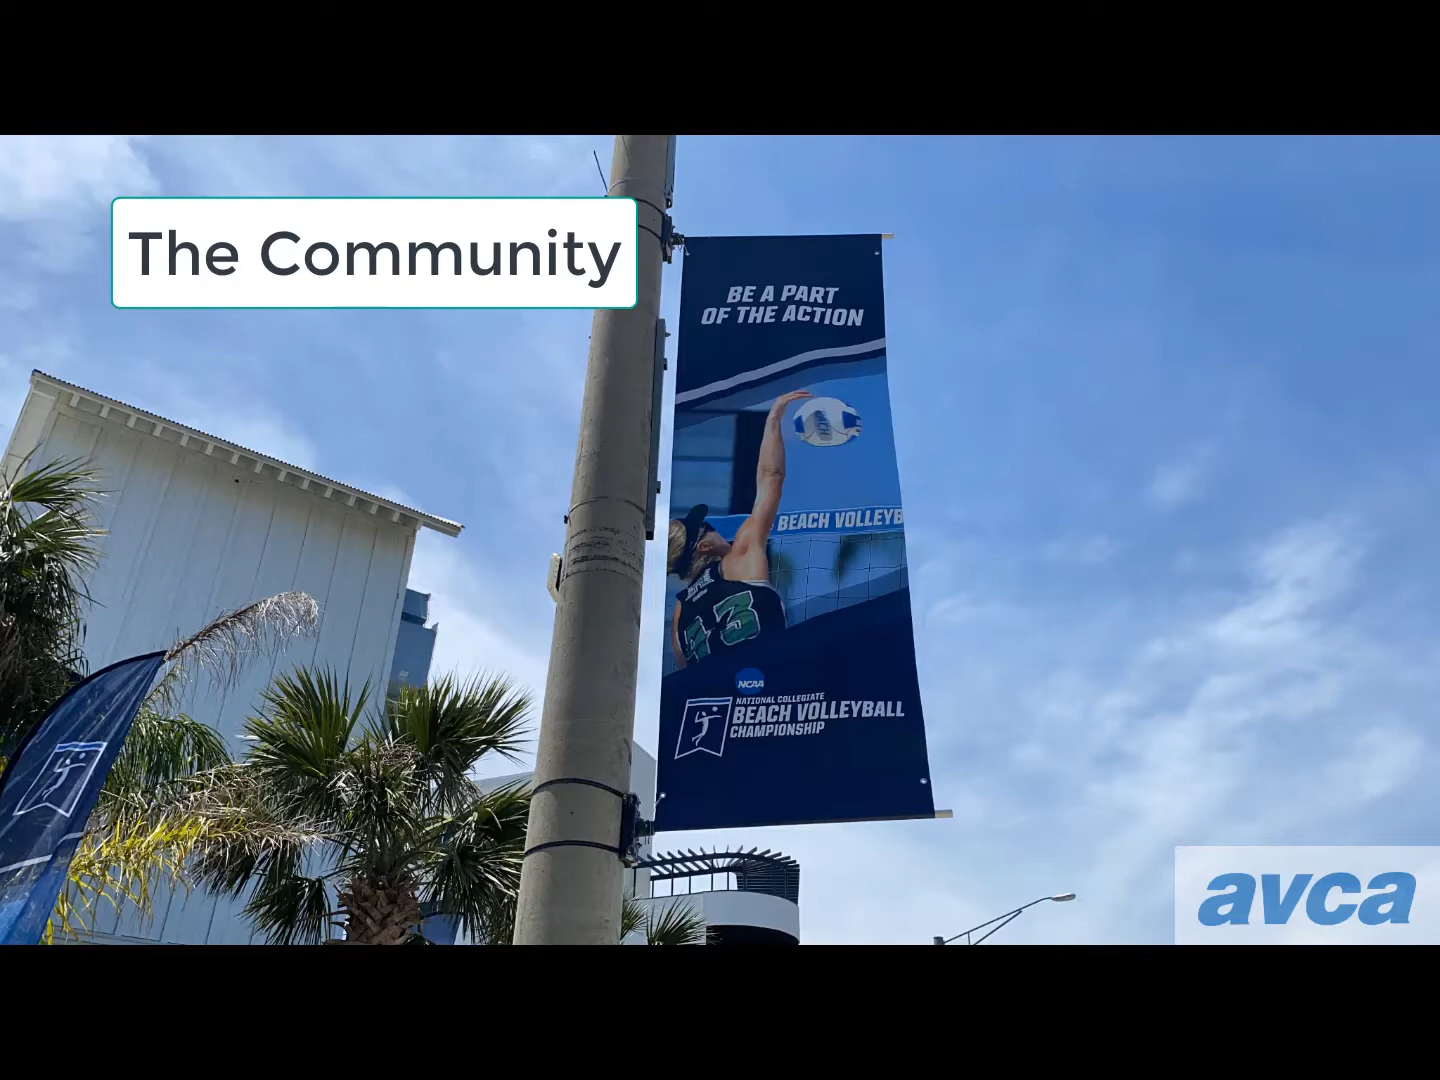 The Community
BE A PART
OF THE ACTION
BEACH VOLLEYB
43
NCAA
NATIONAL COLLEGIATE
BEACH VOLLEYBALL
CHAMPIONSHIP
avca